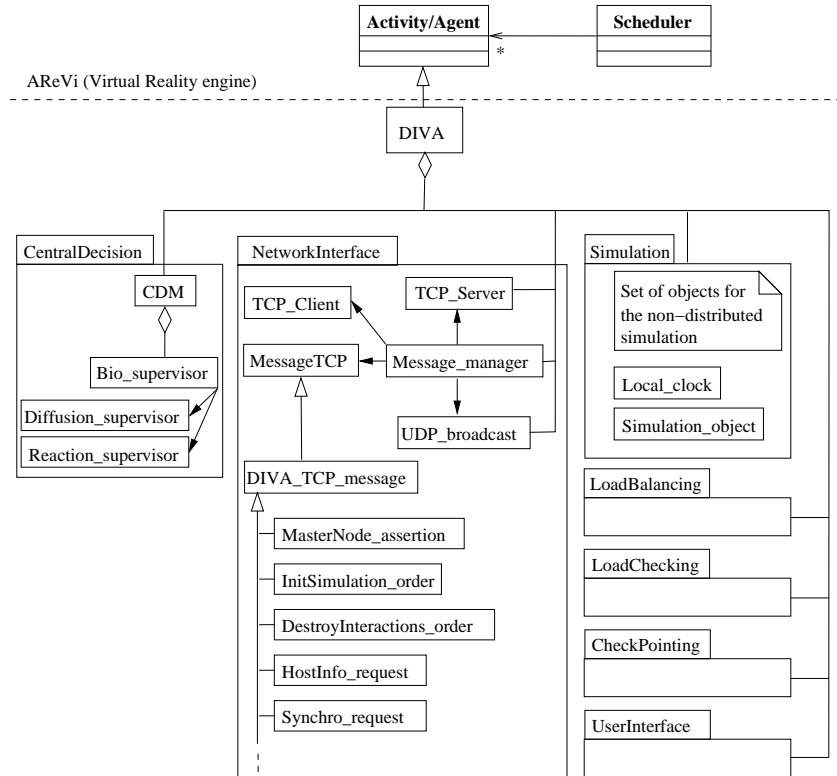 Activity/Agent
Scheduler
*
AReVi (Virtual Reality engine)
DIVA
CentralDecision
CDM
Bio_supervisor
Diffusion_supervisor
Reaction_supervisor
NetworkInterface
TCP_Client
TCP_Server
MessageTCP
Message_manager
UDP_broadcast
DIVA_TCP_message
MasterNode_assertion
InitSimulation_order
DestroyInteractions_order
HostInfo_request
Synchro_request
Simulation
Set of objects for
the non−distributed
simulation
Local_clock
Simulation_object
LoadBalancing
LoadChecking
CheckPointing
UserInterface